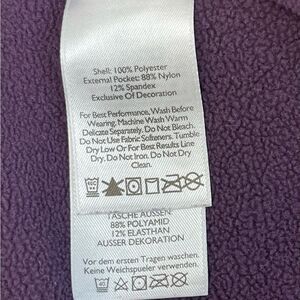 Shell: 100% Polyester
External Pocket: 88% Nylon
12% Spandex
Exclusive Of Decoration
For Best Performance, Wash Before
Wearing. Machine Wash Warm
Delicate Separately. Do Not Bleach.
Do Not Use Fabric Softeners. Tumble
Dry Low Or For Best Results Line
Dry. Do Not Iron. Do Not Dry
Clean.
TASCHE AUSSEN:
88% POLYAMID
12% ELASTHAN
AUSSER DEKORATION
Vor dem ersten Tragen waschen.
Keine Weichspueler verwenden.